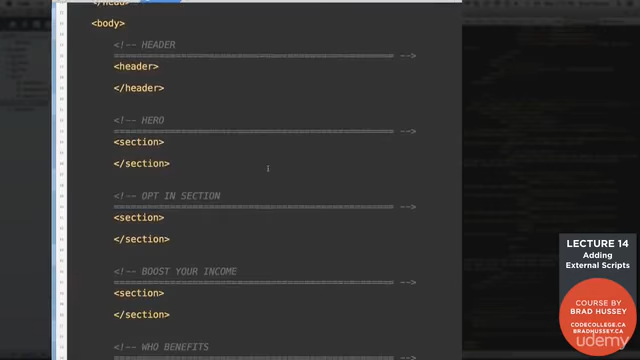 </head>
<body>
<!-- HEADER
=================================================== -->
<header>
</header>
<!-- HERO
=================================================== -->
<section>
</section>
<!-- OPT IN SECTION
=================================================== -->
<section>
</section>
<!-- BOOST YOUR INCOME
=================================================== -->
<section>
</section>
<!-- WHO BENEFITS
=================================================== -->
LECTURE 14
Adding
External Scripts
COURSE BY
BRAD HUSSEY
CODECOLLEGE.CA
BRADHUSSEY.CA
udemy